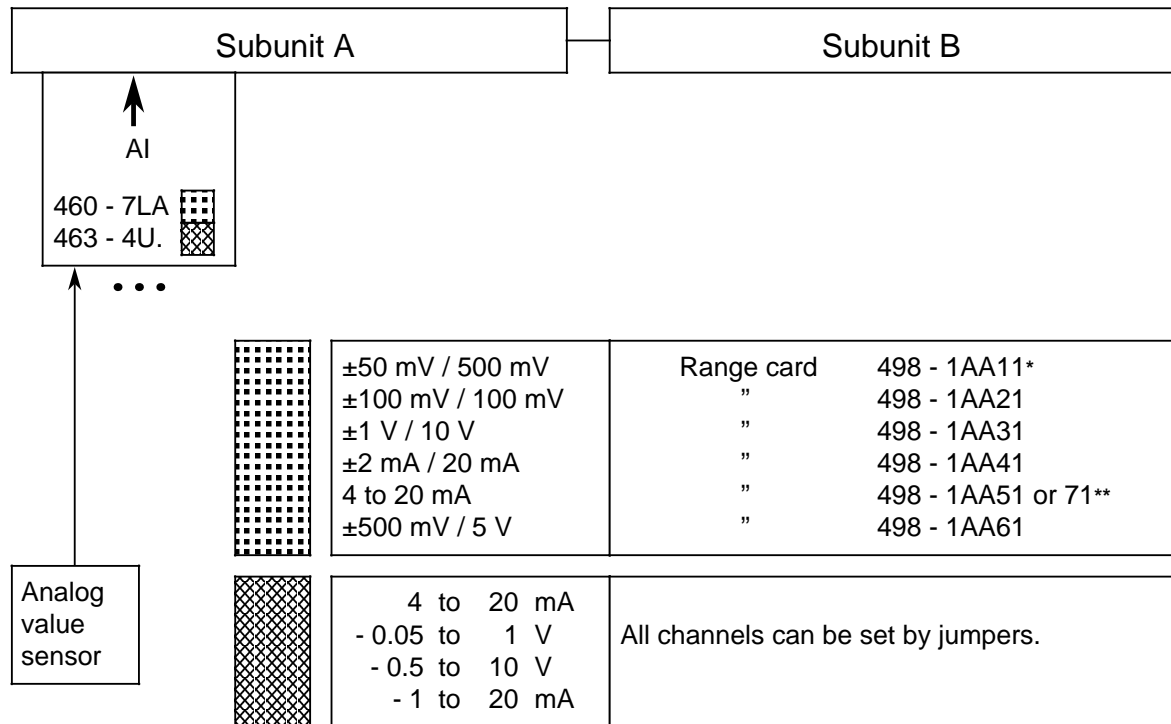 Subunit A
Subunit B
AI
460 - 7LA
463 - 4U.
• • •
±50 mV / 500 mV Range card 498 - 1AA11*
±100 mV / 100 mV ” 498 - 1AA21
±1 V / 10 V ” 498 - 1AA31
±2 mA / 20 mA ” 498 - 1AA41
4 to 20 mA ” 498 - 1AA51 or 71**
±500 mV / 5 V ” 498 - 1AA61
Analog
value
sensor
4 to 20 mA
- 0.05 to 1 V
- 0.5 to 10 V
- 1 to 20 mA
All channels can be set by jumpers.